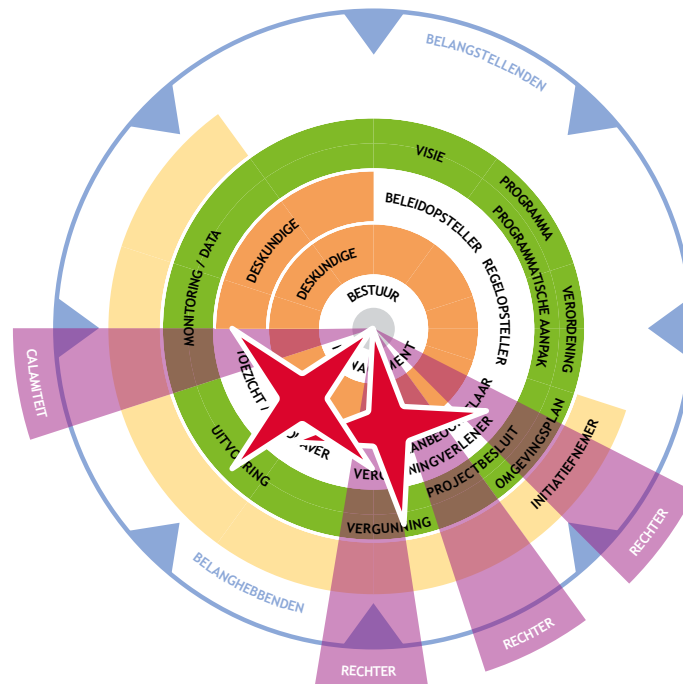 BELANGSTELLENDEN
VISIE
PROGRAMMA
PROGRAMMATISCHE AANPAK
VERORDENING
BELEIDOPSTELLER
REGELOPSTELLER
DESKUNDIGE
DESKUNDIGE
BESTUUR
MONITORING / DATA
TOEZICHT /
CALAMITEIT
OMGEVINGSPLAN
PROJECTBESLUIT
INITIATIEFNEMER
VERGUNNING
BELANGHEBBENDEN
RECHTER
RECHTER
RECHTER